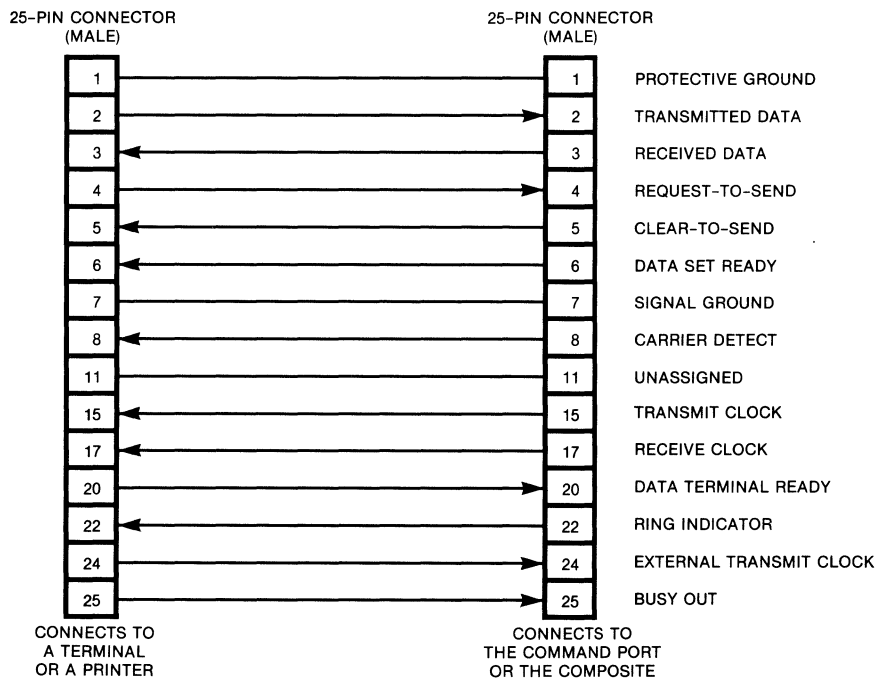 25-PIN CONNECTOR
(MALE)
25-PIN CONNECTOR
(MALE)
1 1 PROTECTIVE GROUND
2 2 TRANSMITTED DATA
3 3 RECEIVED DATA
4 4 REQUEST-TO-SEND
5 5 CLEAR-TO-SEND
6 6 DATA SET READY
7 7 SIGNAL GROUND
8 8 CARRIER DETECT
11 11 UNASSIGNED
15 15 TRANSMIT CLOCK
17 17 RECEIVE CLOCK
20 20 DATA TERMINAL READY
22 22 RING INDICATOR
24 24 EXTERNAL TRANSMIT CLOCK
25 25 BUSY OUT
CONNECTS TO
A TERMINAL
OR A PRINTER
CONNECTS TO
THE COMMAND PORT
OR THE COMPOSITE